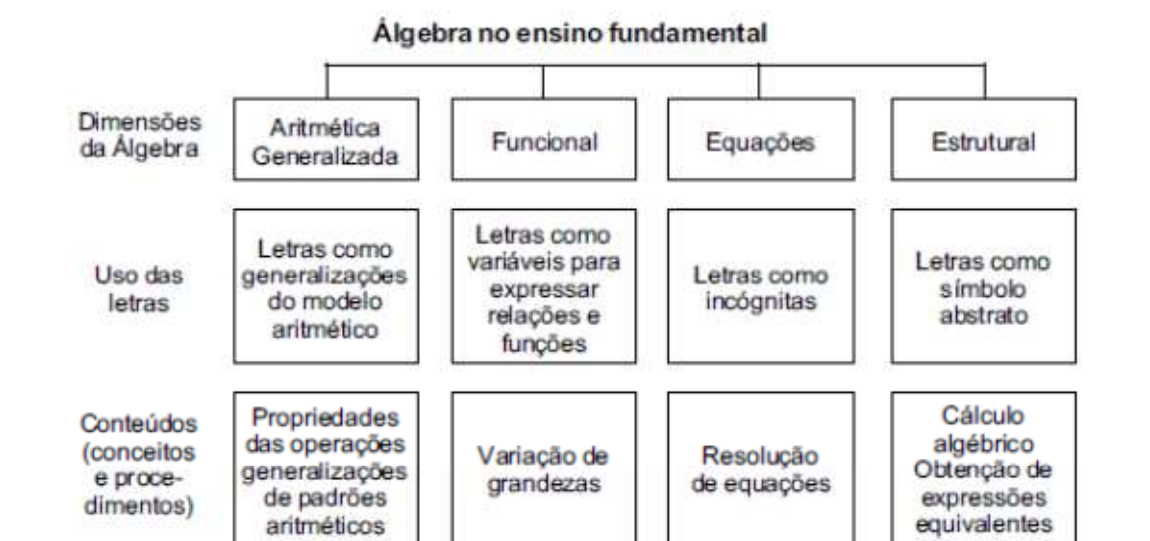 Álgebra no ensino fundamental
Dimensões
da Álgebra
Aritmética
Generalizada
Funcional
Equações
Estrutural
Uso das
letras
Letras como
generalizações
do modelo
aritmético
Letras como
variáveis para
expressar
relações e
funções
Letras como
incógnitas
Letras como
símbolo
abstrato
Conteúdos
(conceitos
e proce-
dimentos)
Propriedades
das operações
generalizações
de padrões
aritméticos
Variação de
grandezas
Resolução
de equações
Cálculo
algébrico
Obtenção de
expressões
equivalentes